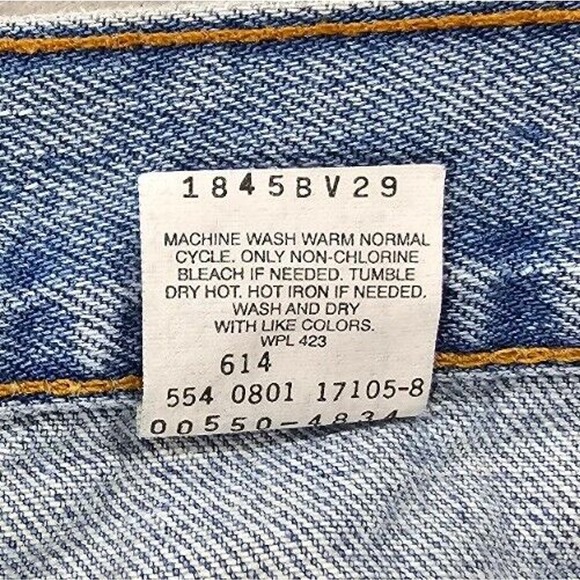 1845BV29
MACHINE WASH WARM NORMAL
CYCLE. ONLY NON-CHLORINE
BLEACH IF NEEDED. TUMBLE
DRY HOT. HOT IRON IF NEEDED.
WASH AND DRY
WITH LIKE COLORS.
WPL 423
614
554 0801 17105-8
00550-4834